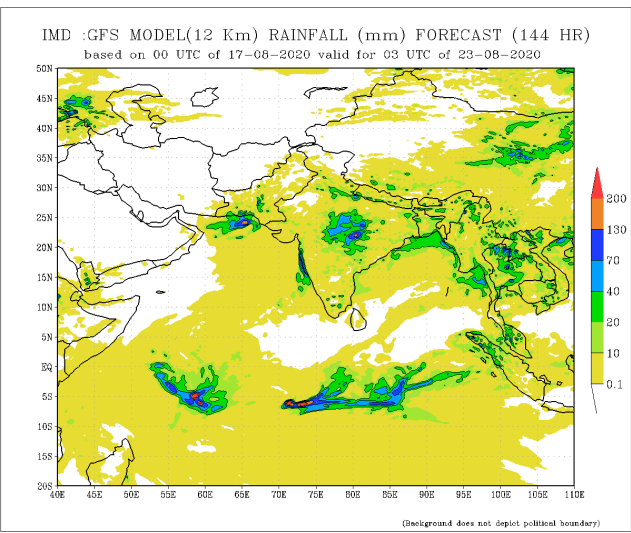 IMD :GFS MODEL(12 Km) RAINFALL (mm) FORECAST (144 HR)
based on 00 UTC of 17-08-2020 valid for 03 UTC of 23-08-2020
50N
45N
40N
35N
30N
25N
20N
15N
10N
5N
EQ
5S
10S
15S
20S
40E 45E 50E 55E 60E 65E 70E 75E 80E 85E 90E 95E 100E 105E 110E
200
130
70
40
20
10
0.1
(Background does not depict political boundary)